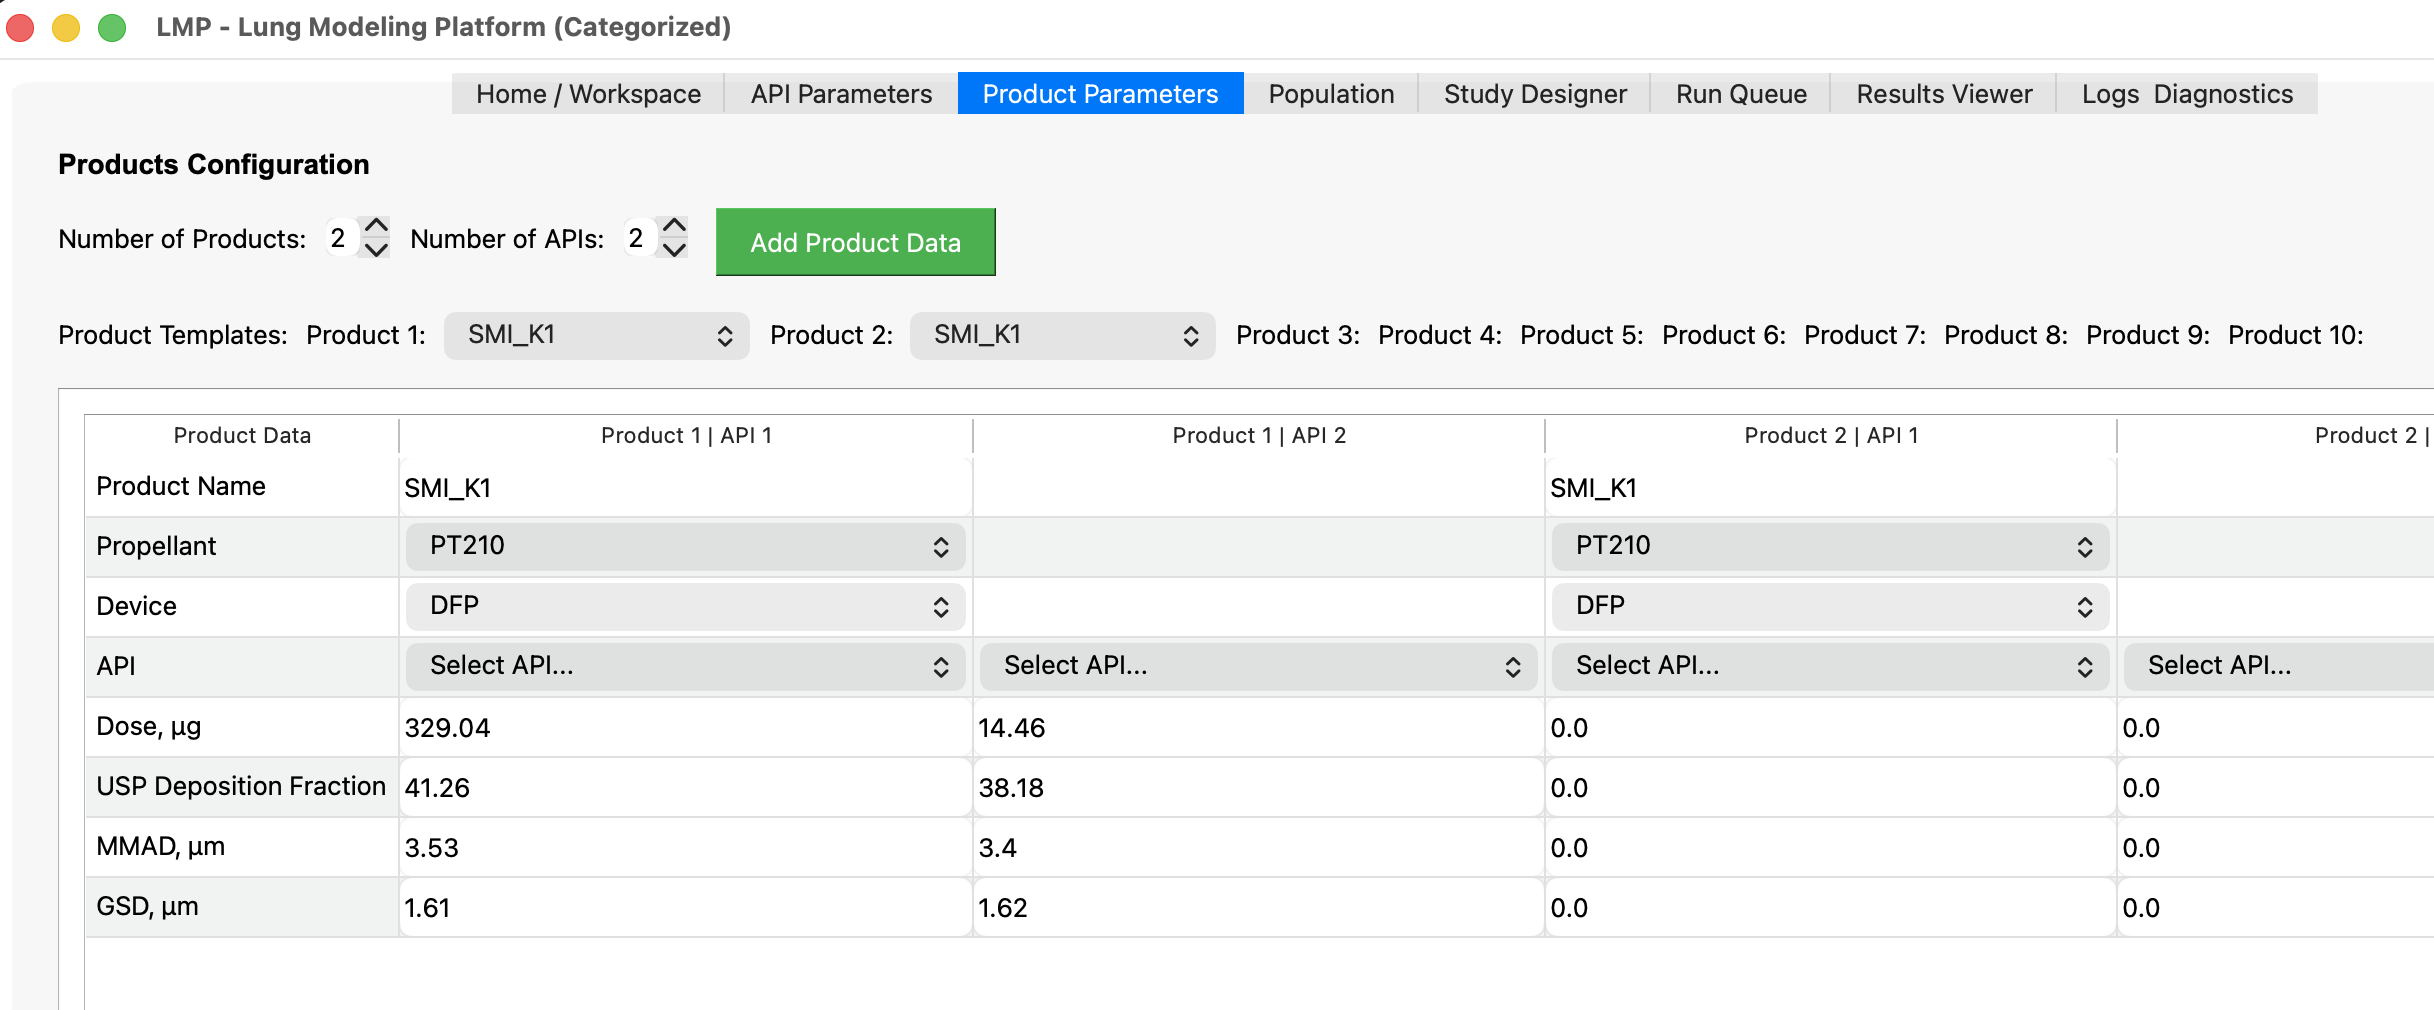 LMP - Lung Modeling Platform (Categorized)
Home / Workspace API Parameters Product Parameters Population Study Designer Run Queue Results Viewer Logs Diagnostics
Products Configuration
Number of Products: 2 Number of APIs: 2 Add Product Data
Product Templates: Product 1: SMI_K1 Product 2: SMI_K1 Product 3: Product 4: Product 5: Product 6: Product 7: Product 8: Product 9: Product 10:
Product Data Product 1 | API 1 Product 1 | API 2 Product 2 | API 1 Product 2 |
Product Name SMI_K1 SMI_K1
Propellant PT210 PT210
Device DFP DFP
API Select API... Select API... Select API... Select API...
Dose, µg 329.04 14.46 0.0 0.0
USP Deposition Fraction 41.26 38.18 0.0 0.0
MMAD, µm 3.53 3.4 0.0 0.0
GSD, µm 1.61 1.62 0.0 0.0